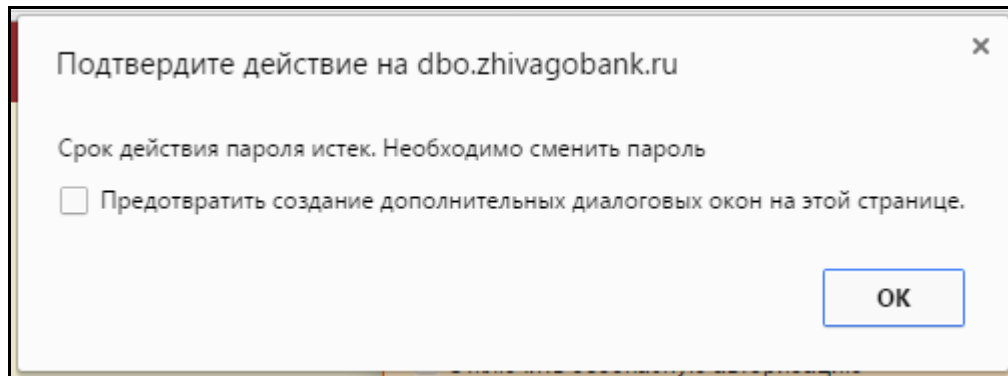 Подтвердите действие на dbo.zhivagobank.ru
Срок действия пароля истек. Необходимо сменить пароль
Предотвратить создание дополнительных диалоговых окон на этой странице.
ОК